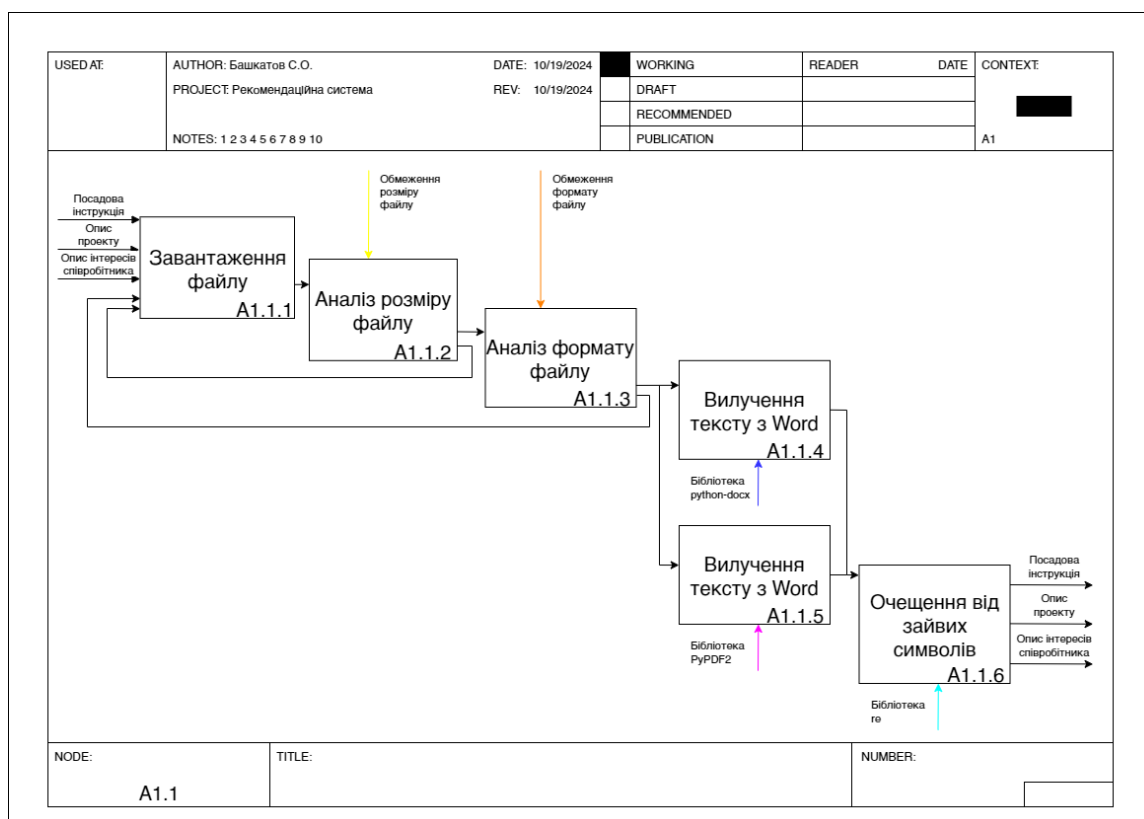 USED AT:
AUTHOR: Башкатов С.О.
DATE: 10/19/2024
WORKING
READER
DATE
CONTEXT:
PROJECT: Рекомендаційна система
REV: 10/19/2024
DRAFT
RECOMMENDED
NOTES: 1 2 3 4 5 6 7 8 9 10
PUBLICATION
A1
Посадова
інструкція
Опис
проекту
Опис інтересів
співробітника
Завантаження
файлу
A1.1.1
Обмеження
розміру
файлу
Аналіз розміру
файлу
A1.1.2
Обмеження
формату
файлу
Аналіз формату
файлу
A1.1.3
Вилучення
тексту з Word
A1.1.4
Бібліотека
python-docx
Вилучення
тексту з Word
A1.1.5
Бібліотека
PyPDF2
Очещення від
зайвих
символів
A1.1.6
Бібліотека
re
Посадова
інструкція
Опис
проекту
Опис інтересів
співробітника
NODE:
A1.1
TITLE:
NUMBER: